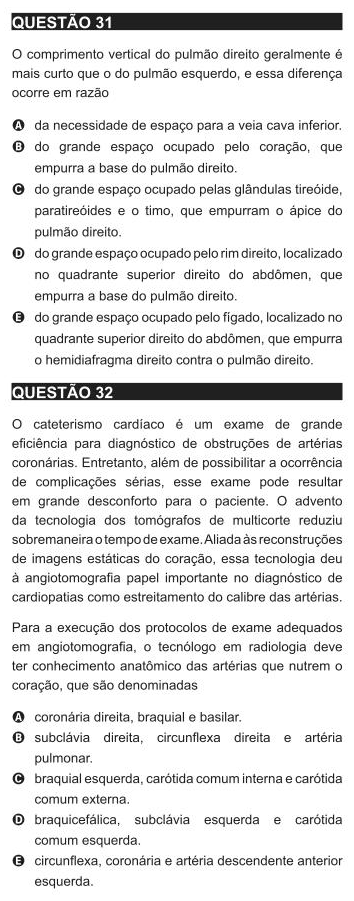 QUESTÃO 31
O comprimento vertical do pulmão direito geralmente é
mais curto que o do pulmão esquerdo, e essa diferença
ocorre em razão
A da necessidade de espaço para a veia cava inferior.
B do grande espaço ocupado pelo coração, que
empurra a base do pulmão direito.
C do grande espaço ocupado pelas glândulas tireóide,
paratireóides e o timo, que empurram o ápice do
pulmão direito.
D do grande espaço ocupado pelo rim direito, localizado
no quadrante superior direito do abdômen, que
empurra a base do pulmão direito.
E do grande espaço ocupado pelo fígado, localizado no
quadrante superior direito do abdômen, que empurra
o hemidiafragma direito contra o pulmão direito.
QUESTÃO 32
O cateterismo cardíaco é um exame de grande
eficiência para diagnóstico de obstruções de artérias
coronárias. Entretanto, além de possibilitar a ocorrência
de complicações sérias, esse exame pode resultar
em grande desconforto para o paciente. O advento
da tecnologia dos tomógrafos de multicorte reduziu
sobremaneira o tempo de exame. Aliada às reconstruções
de imagens estáticas do coração, essa tecnologia deu
à angiotomografia papel importante no diagnóstico de
cardiopatias como estreitamento do calibre das artérias.
Para a execução dos protocolos de exame adequados
em angiotomografia, o tecnólogo em radiologia deve
ter conhecimento anatômico das artérias que nutrem o
coração, que são denominadas
A coronária direita, braquial e basilar.
B subclávia direita, circunflexa direita e artéria
pulmonar.
C braquial esquerda, carótida comum interna e carótida
comum externa.
D braquicefálica, subclávia esquerda e carótida
comum esquerda.
E circunflexa, coronária e artéria descendente anterior
esquerda.